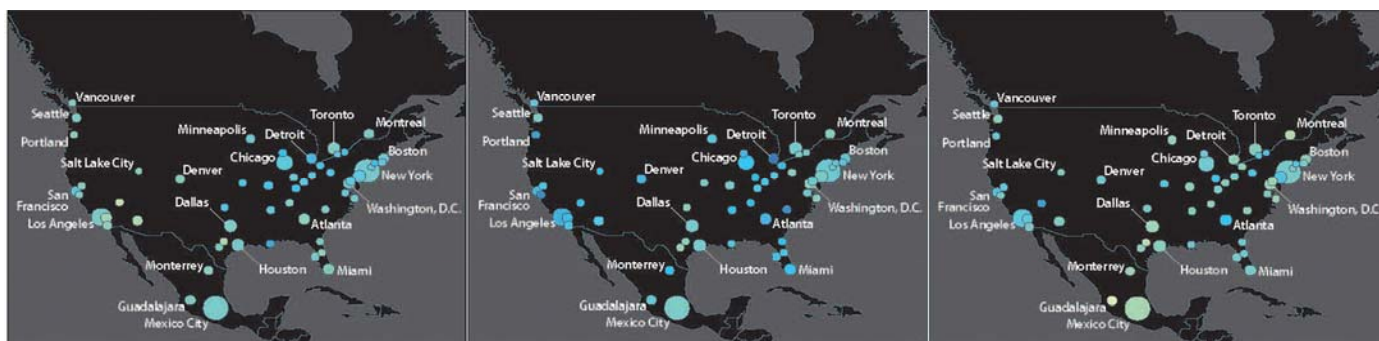 Vancouver
Seattle
Portland
Minneapolis
Detroit
Toronto
Montreal
Salt Lake City
Denver
Chicago
Boston
New York
San
Francisco
Los Angeles
Dallas
Atlanta
Washington, D.C.
Monterrey
Houston
Miami
Guadalajara
Mexico City
Vancouver
Seattle
Portland
Minneapolis
Detroit
Toronto
Montreal
Salt Lake City
Denver
Chicago
Boston
New York
San
Francisco
Los Angeles
Dallas
Atlanta
Washington, D.C.
Monterrey
Houston
Miami
Guadalajara
Mexico City
Vancouver
Seattle
Portland
Minneapolis
Detroit
Toronto
Montreal
Salt Lake City
Denver
Chicago
Boston
New York
San
Francisco
Los Angeles
Dallas
Atlanta
Washington, D.C.
Monterrey
Houston
Miami
Guadalajara
Mexico City